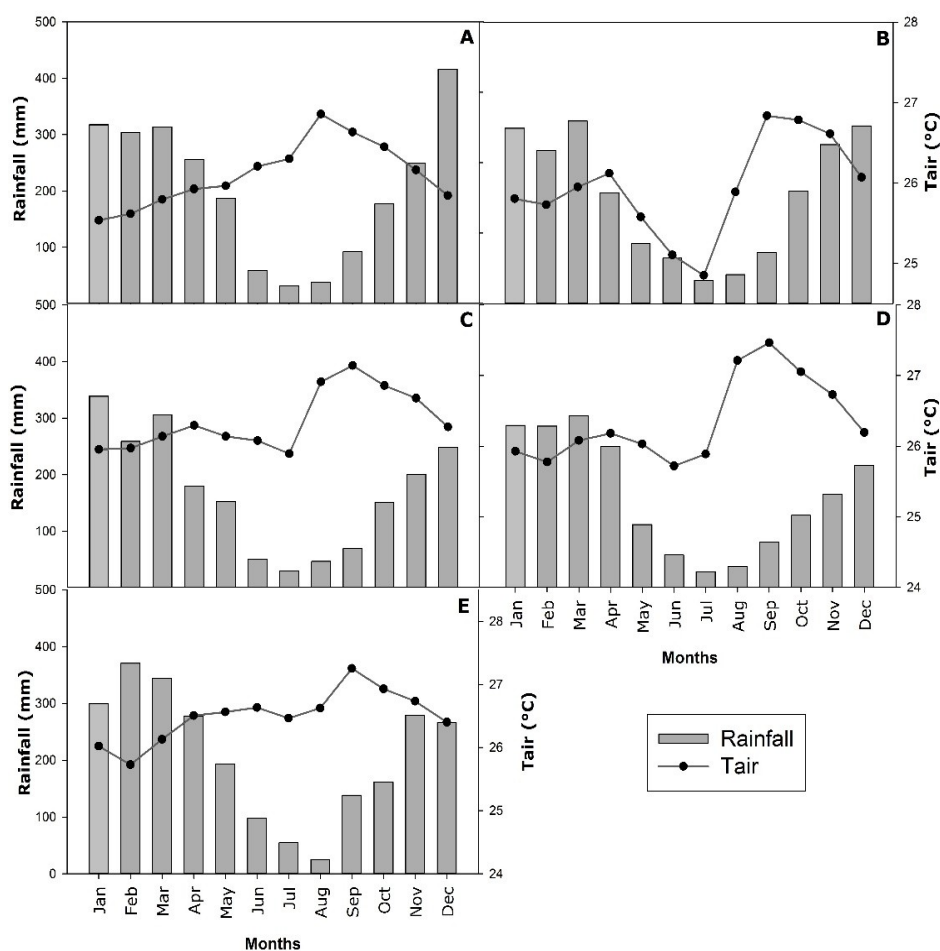 A
B
500
400
300
200
100
Rainfall (mm)
28
27
26
25
Tair (°C)
C
D
500
400
300
200
100
Rainfall (mm)
28
27
26
25
24
Tair (°C)
Jan Feb Mar Apr May Jun Jul Aug Sep Oct Nov Dec
Months
E
500
400
300
200
100
0
Rainfall (mm)
28
27
26
25
24
Tair (°C)
Jan Feb Mar Apr May Jun Jul Aug Sep Oct Nov Dec
Months
Rainfall
Tair